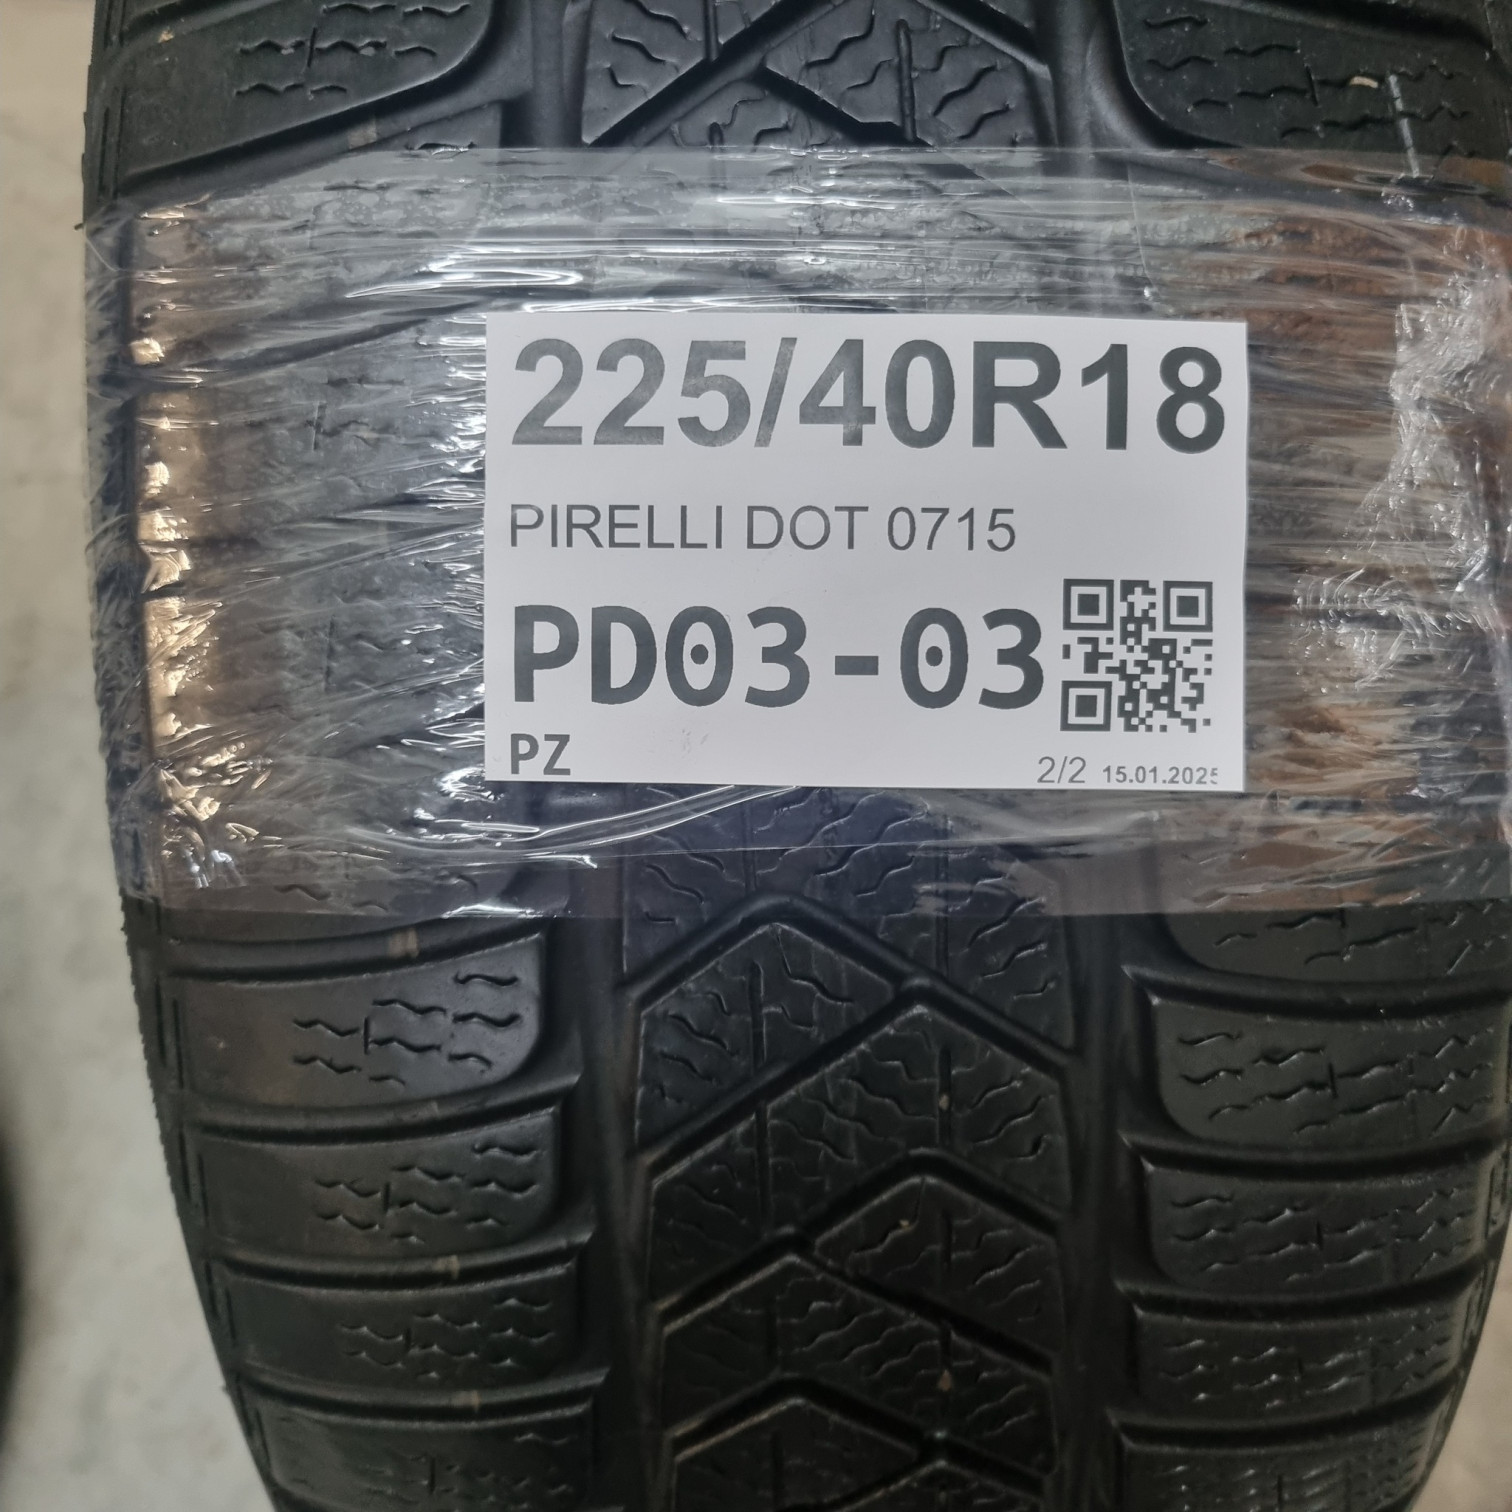 225/40R18
PIRELLI DOT 0715
PD03-03
PZ
2/2 15.01.2025